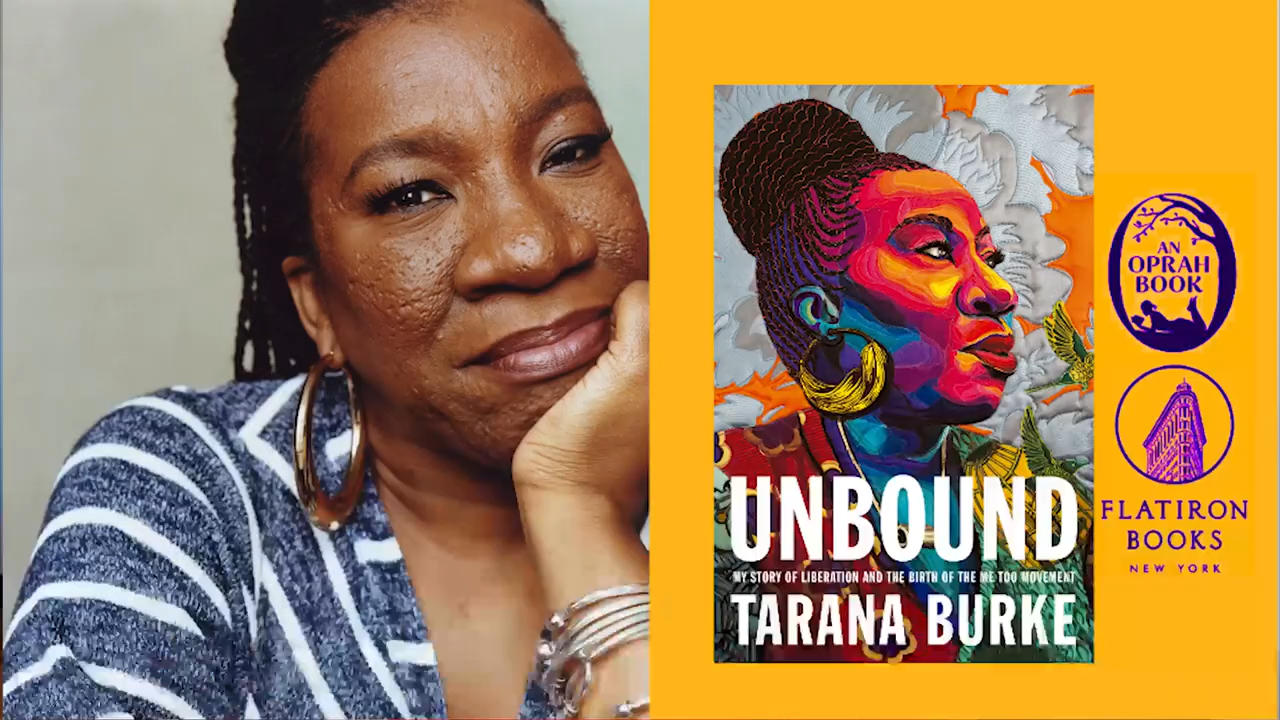 UNBOUND
MY STORY OF LIBERATION AND THE BIRTH OF THE ME TOO MOVEMENT
TARANA BURKE
AN
OPRAH
BOOK
FLATIRON
BOOKS
NEW YORK